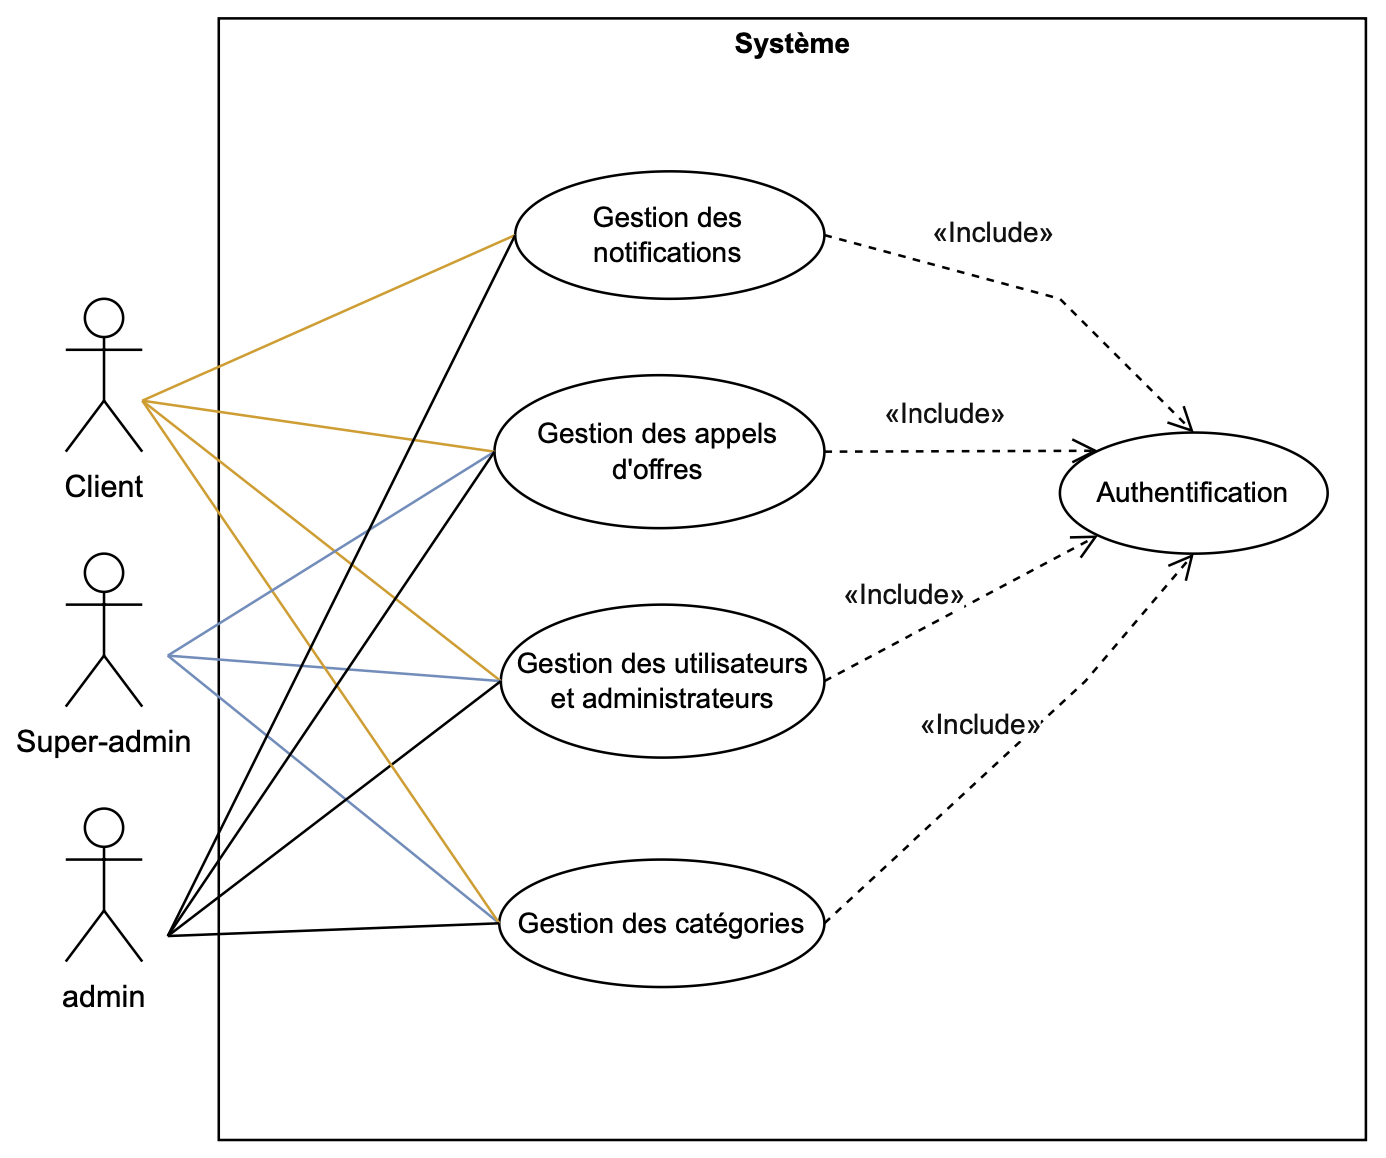 Système
Gestion des
notifications
«Include»
Client
Gestion des appels
d'offres
«Include»
Authentification
Super-admin
Gestion des utilisateurs
et administrateurs
«Include»
admin
Gestion des catégories
«Include»